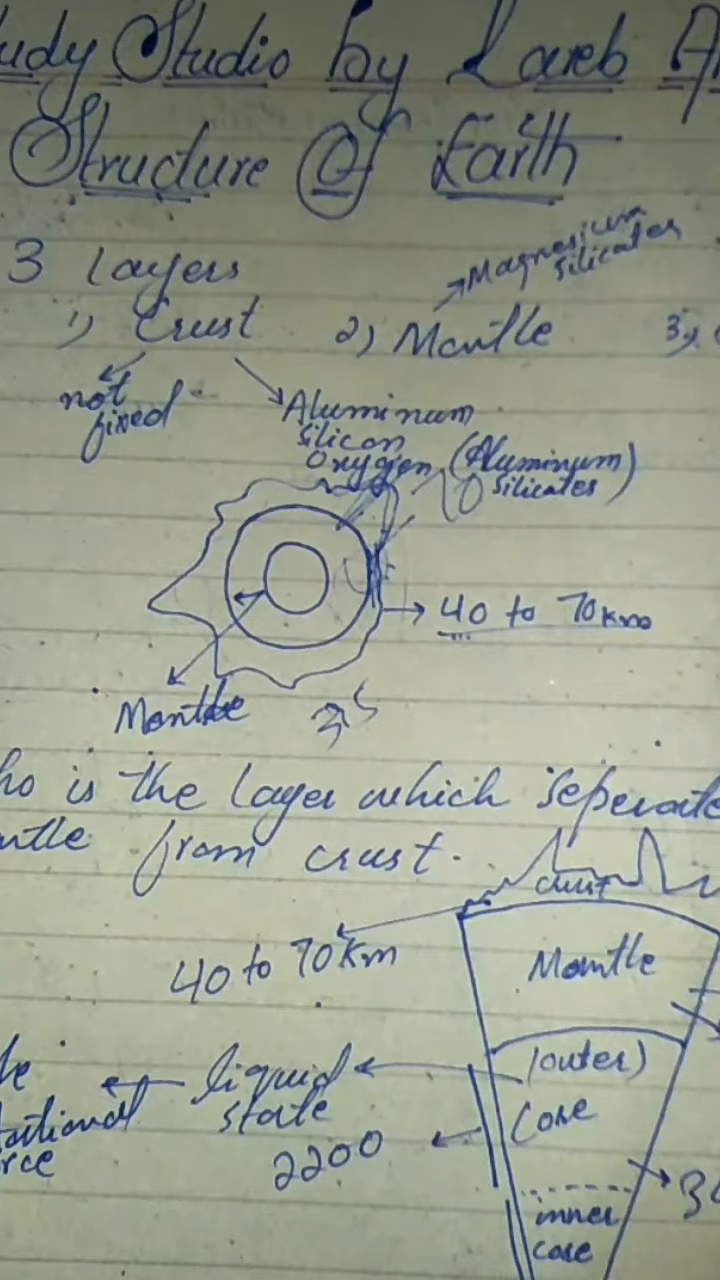 udy Studio by Lareb A
Structure Of Earth
3 layers
Magnesium
silicates
1) Crust 2) Mantle 3)
not
fixed
Aluminum
silicon
oxygen (Aluminum)
silicates
40 to 70 km
Mantle
ho is the layer which seperate
ntle from crust.
crust
40 to 70 Km
Mantle
(outer)
core
liquid
state
rce
2200
inner
core